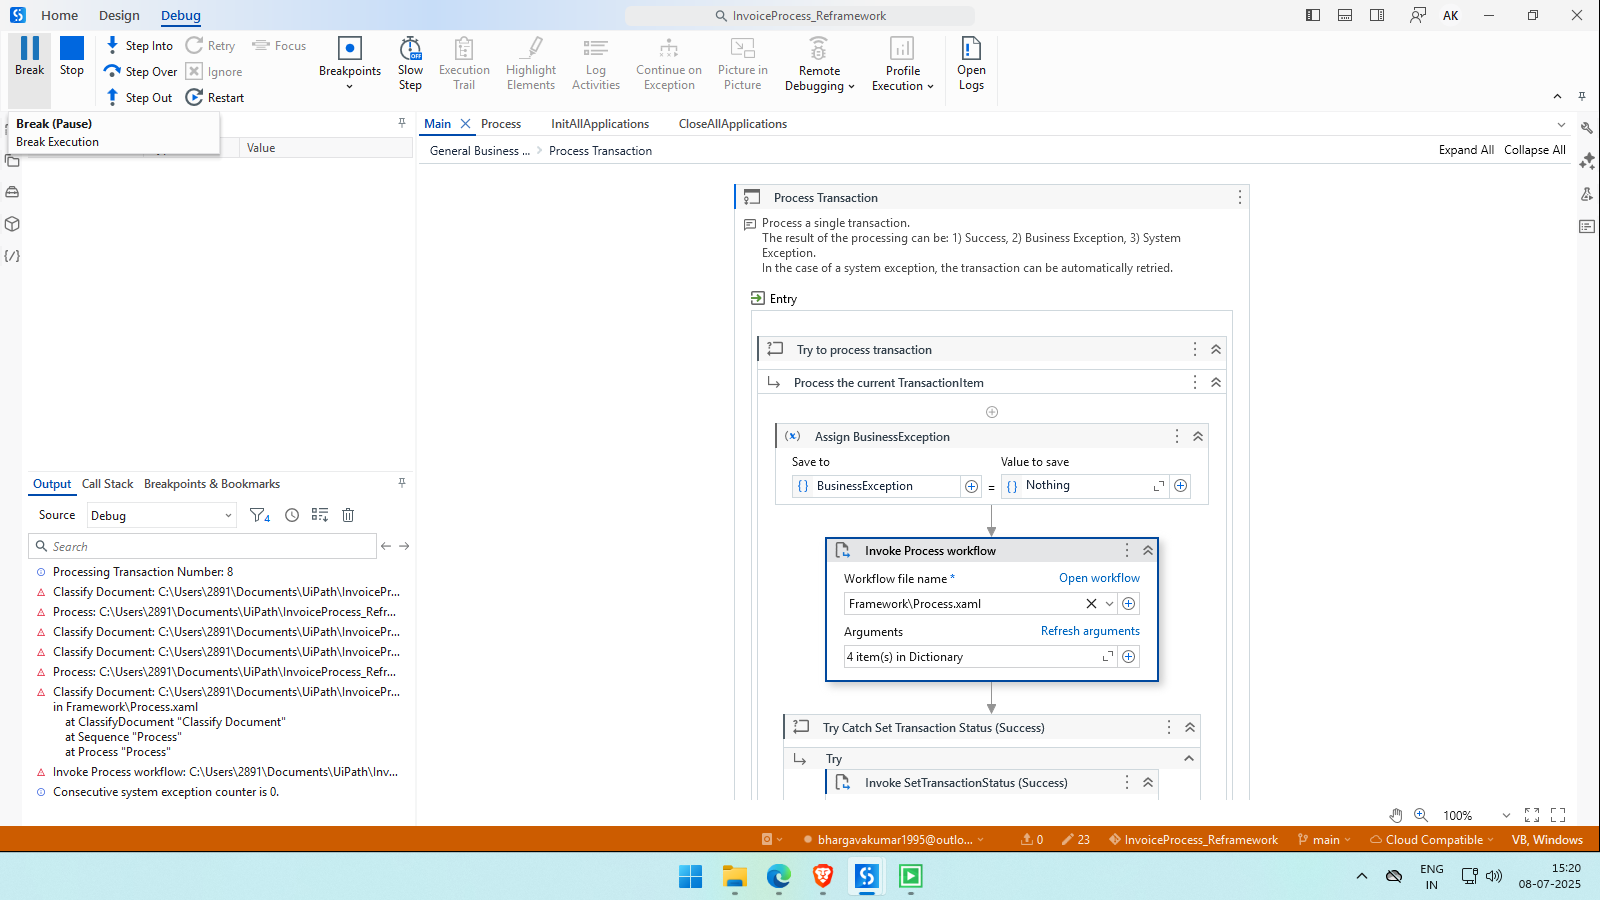 Home
Design
Debug
InvoiceProcess_Reframework
AK
Break
Stop
Step Into
Step Over
Step Out
Retry
Ignore
Restart
Focus
Breakpoints
Slow
Step
OFF
Execution
Trail
Highlight
Elements
Log
Activities
Continue on
Exception
Picture in
Picture
Remote
Debugging
Profile
Execution
Open
Logs
Break (Pause)
Break Execution
Value
Main
Process
InitAllApplications
CloseAllApplications
General Business ...
Process Transaction
Expand All
Collapse All
Process Transaction
Process a single transaction.
The result of the processing can be: 1) Success, 2) Business Exception, 3) System
Exception.
In the case of a system exception, the transaction can be automatically retried.
Entry
Try to process transaction
Process the current TransactionItem
Assign BusinessException
Save to
Value to save
BusinessException
=
Nothing
Invoke Process workflow
Workflow file name *
Open workflow
Framework\Process.xaml
Arguments
Refresh arguments
4 item(s) in Dictionary
Try Catch Set Transaction Status (Success)
Try
Invoke SetTransactionStatus (Success)
Output
Call Stack
Breakpoints & Bookmarks
Source
Debug
4
Search
Processing Transaction Number: 8
Classify Document: C:\Users\2891\Documents\UiPath\InvoicePr...
Process: C:\Users\2891\Documents\UiPath\InvoiceProcess_Refr...
Classify Document: C:\Users\2891\Documents\UiPath\InvoicePr...
Classify Document: C:\Users\2891\Documents\UiPath\InvoicePr...
Process: C:\Users\2891\Documents\UiPath\InvoiceProcess_Refr...
Classify Document: C:\Users\2891\Documents\UiPath\InvoicePr...
in Framework\Process.xaml
at ClassifyDocument "Classify Document"
at Sequence "Process"
at Process "Process"
Invoke Process workflow: C:\Users\2891\Documents\UiPath\Inv...
Consecutive system exception counter is 0.
100%
bhargavakumar1995@outlo...
0
23
InvoiceProcess_Reframework
main
Cloud Compatible
VB, Windows
ENG
IN
15:20
08-07-2025